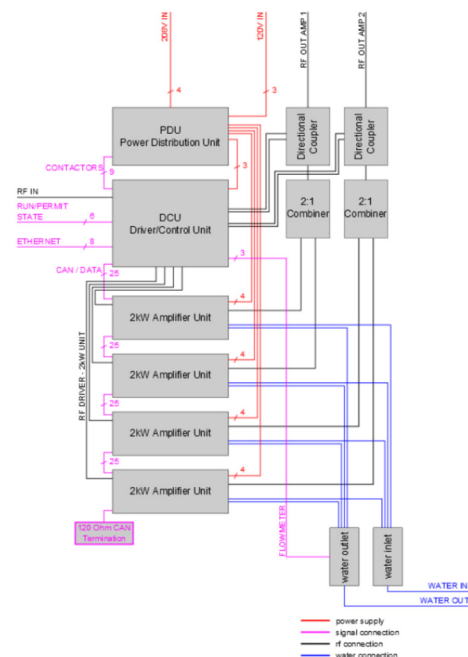 208V IN
120V IN
RF OUT AMP 1
RF OUT AMP 2
4
3
PDU
Power Distribution Unit
Directional
Coupler
Directional
Coupler
CONTACTORS
9
3
RF IN
RUN/PERMIT
STATE
6
ETHERNET
8
DCU
Driver/Control Unit
2:1
Combiner
2:1
Combiner
CAN / DATA
25
3
4
2kW Amplifier Unit
25
4
2kW Amplifier Unit
25
4
2kW Amplifier Unit
25
4
2kW Amplifier Unit
RF DRIVER - 2kW UNIT
120 Ohm CAN
Termination
FLOWMETER
water outlet
water inlet
WATER IN
WATER OUT
power supply
signal connection
rf connection
water connection